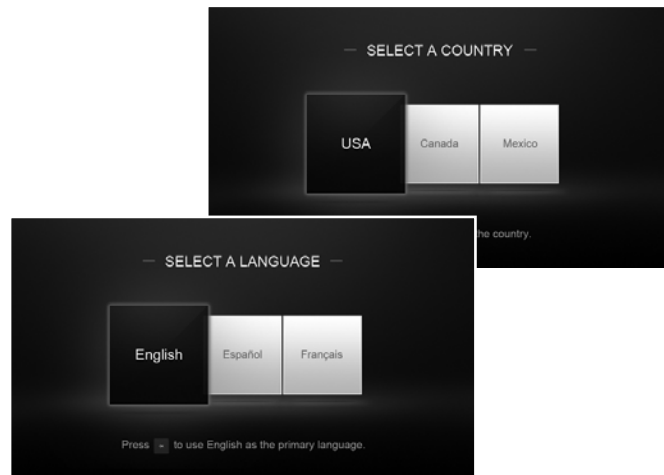 SELECT A COUNTRY
USA
Canada
Mexico
the country.
SELECT A LANGUAGE
English
Español
Français
Press - to use English as the primary language.